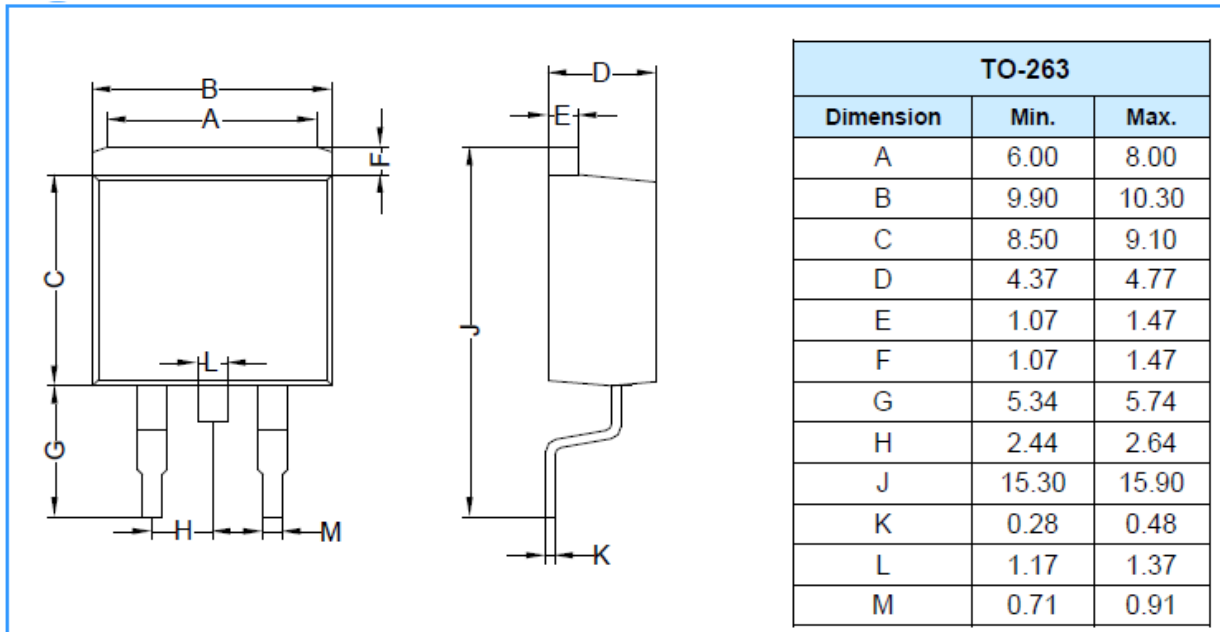 B
A
F
C
L
G
H
M
D
E
J
K
TO-263
Dimension Min. Max.
A 6.00 8.00
B 9.90 10.30
C 8.50 9.10
D 4.37 4.77
E 1.07 1.47
F 1.07 1.47
G 5.34 5.74
H 2.44 2.64
J 15.30 15.90
K 0.28 0.48
L 1.17 1.37
M 0.71 0.91